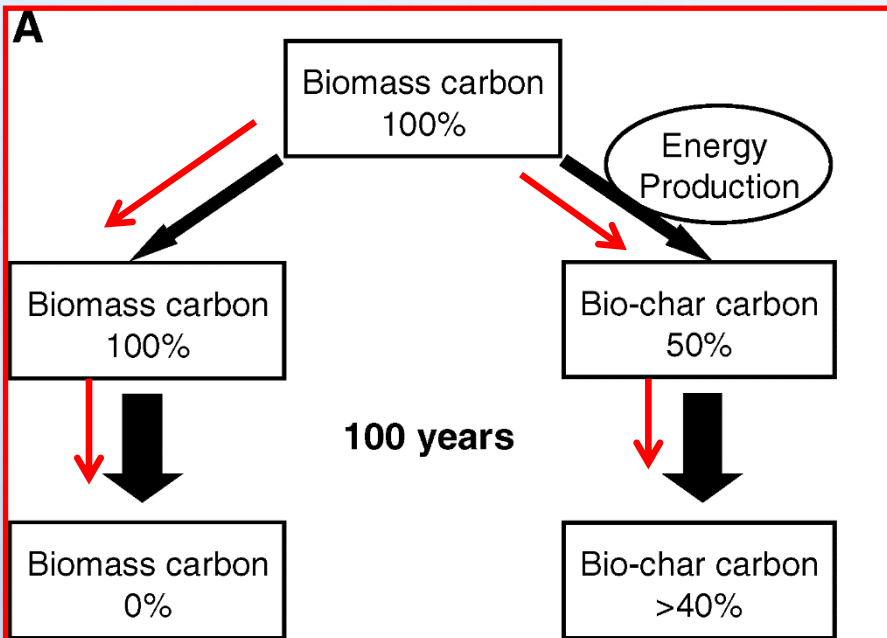 A
Biomass carbon
100%
Energy
Production
Biomass carbon
100%
Bio-char carbon
50%
100 years
Biomass carbon
0%
Bio-char carbon
>40%